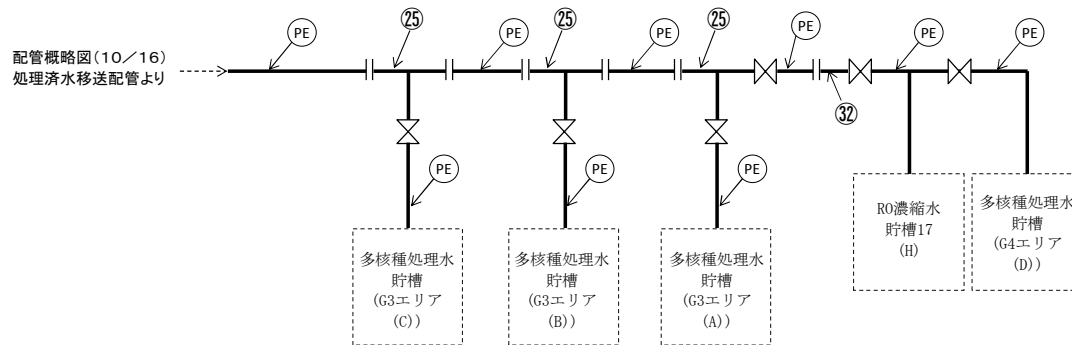 PE
㉕
PE
㉕
PE
㉕
PE
PE
PE
配管概略図(10／16)
処理済水移送配管より
㉜
PE
PE
PE
多核種処理水
貯槽
(G3エリア
(C))
多核種処理水
貯槽
(G3エリア
(B))
多核種処理水
貯槽
(G3エリア
(A))
RO濃縮水
貯槽17
(H)
多核種処理水
貯槽
(G4エリア
(D))